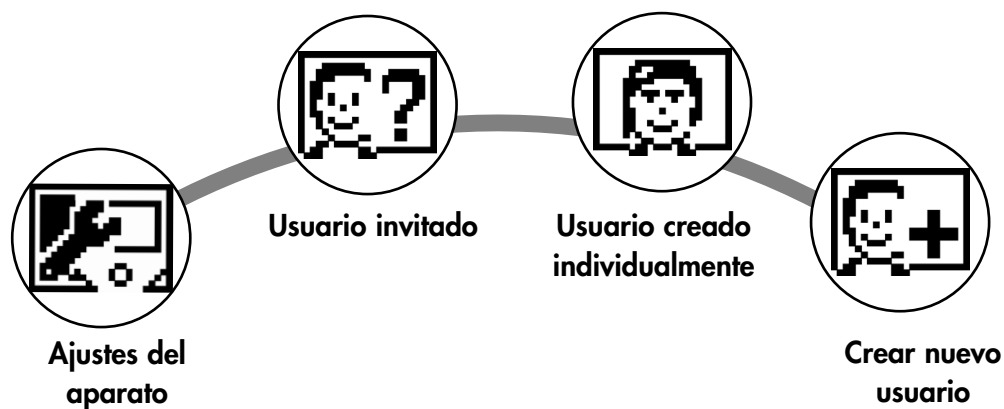 Usuario invitado
Usuario creado
individualmente
Ajustes del
aparato
Crear nuevo
usuario